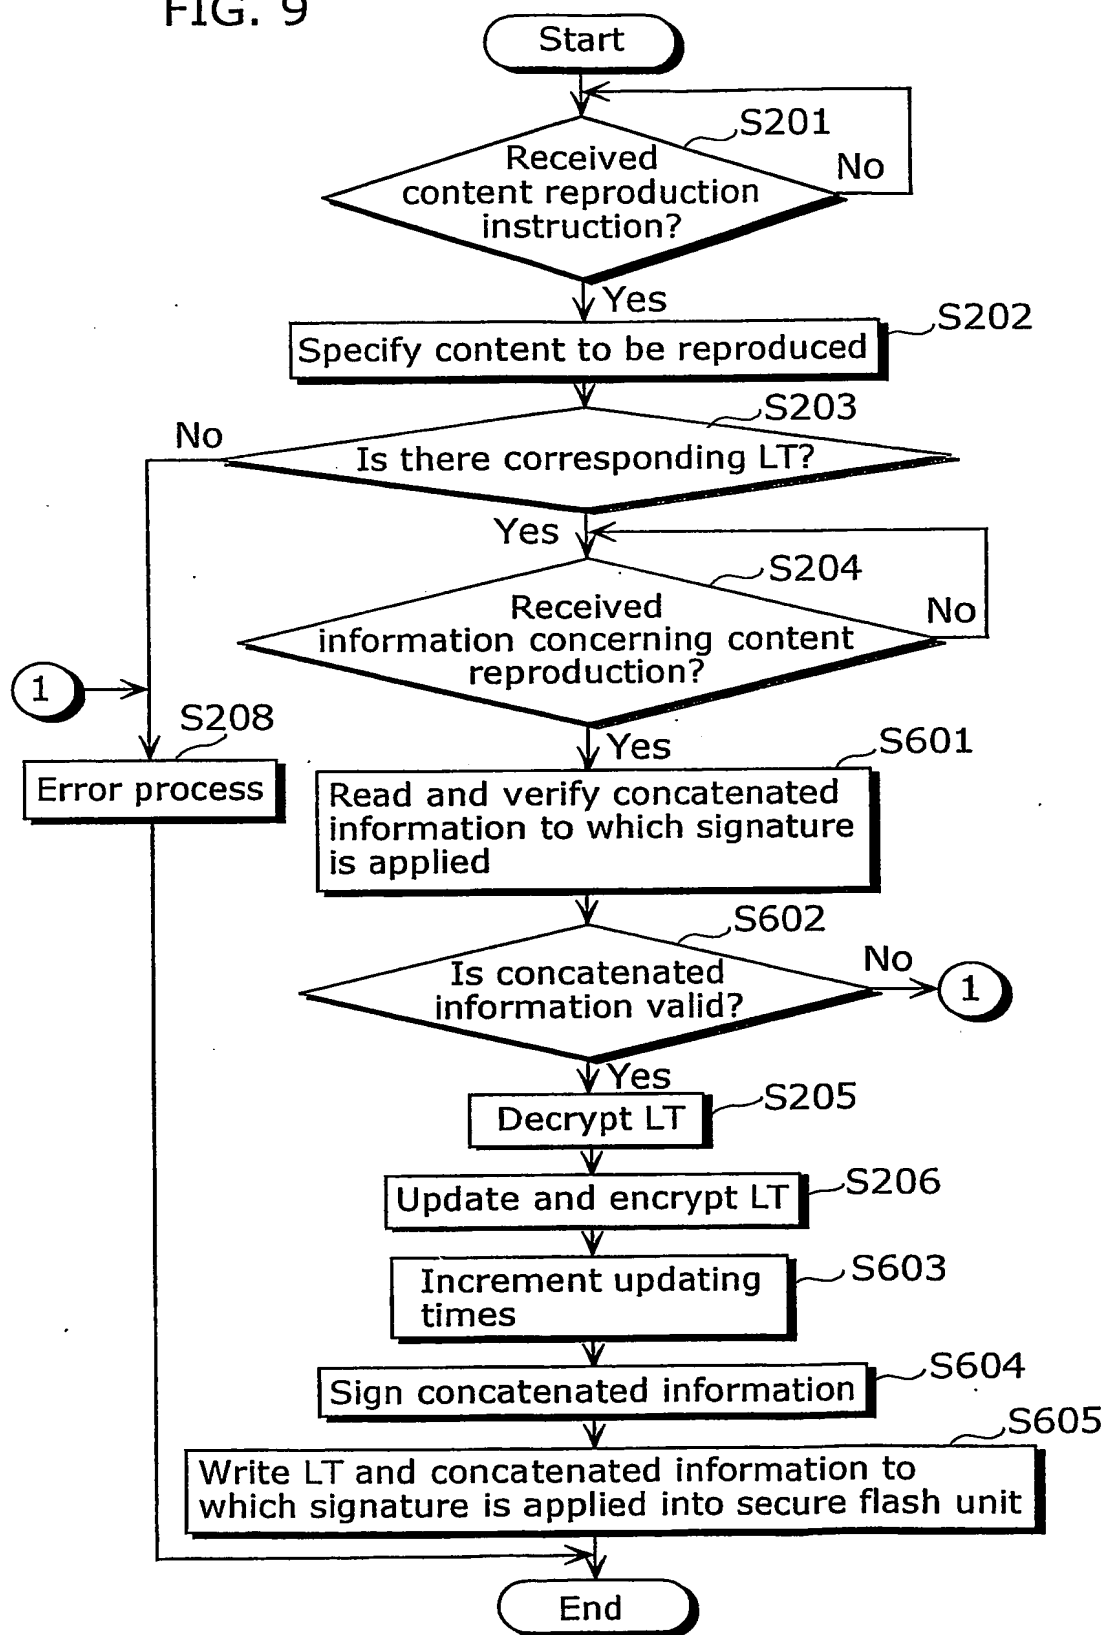 FIG. 9
Start
S201
Received
content reproduction
instruction?
No
Yes
S202
Specify content to be reproduced
S203
No
Is there corresponding LT?
Yes
S204
Received
information concerning content
reproduction?
No
1
S208
Error process
Yes
S601
Read and verify concatenated
information to which signature
is applied
S602
Is concatenated
information valid?
No
1
Yes
S205
Decrypt LT
S206
Update and encrypt LT
S603
Increment updating
times
S604
Sign concatenated information
S605
Write LT and concatenated information to
which signature is applied into secure flash unit
End